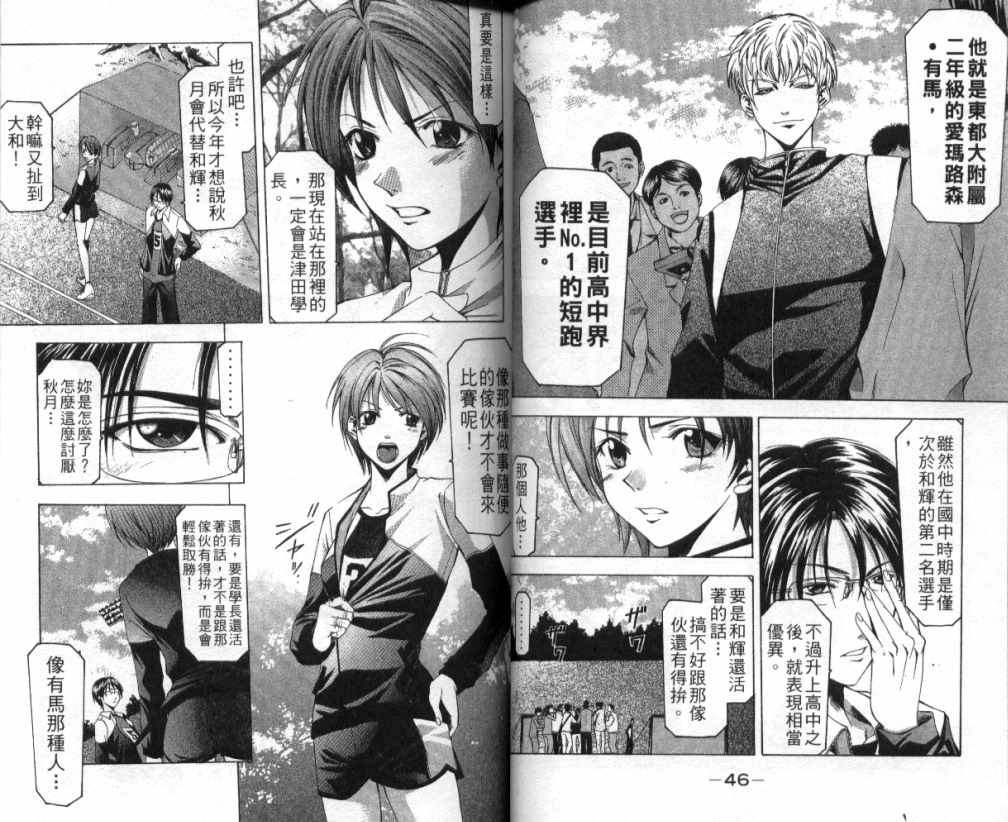 他就是東都大附屬
二年級的愛瑪路森
•有馬，
是目前高中界
裡No.1的短跑
選手。
雖然他在國中時期是僅
次於和輝的第二名選手
，
不過升上高中之
後，就表現相當
優異。
那個人他…
要是和輝還活
著的話…
搞不好跟那傢
伙還有得拚。
ザワ
ザワ
………
－46－
真要是這樣…
那現在站在那裡的
，一定會是津田學
長。
也許吧…
所以今年才想說秋
月會代替和輝…
幹嘛又扯到
大和！
像那種做事隨便
的傢伙才不會來
比賽呢！
………
妳是怎麼了？
怎麼這麼討厭
秋月…
還有，要是學長還活
著的話，才不是跟那
傢伙有得拚，而是會
輕鬆取勝！
像有馬那種人…